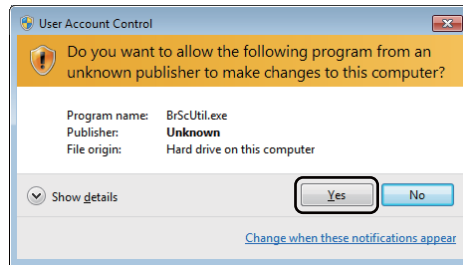 User Account Control
Do you want to allow the following program from an
unknown publisher to make changes to this computer?
Program name: BrScUtil.exe
Publisher: Unknown
File origin: Hard drive on this computer
Show details
Yes No
Change when these notifications appear